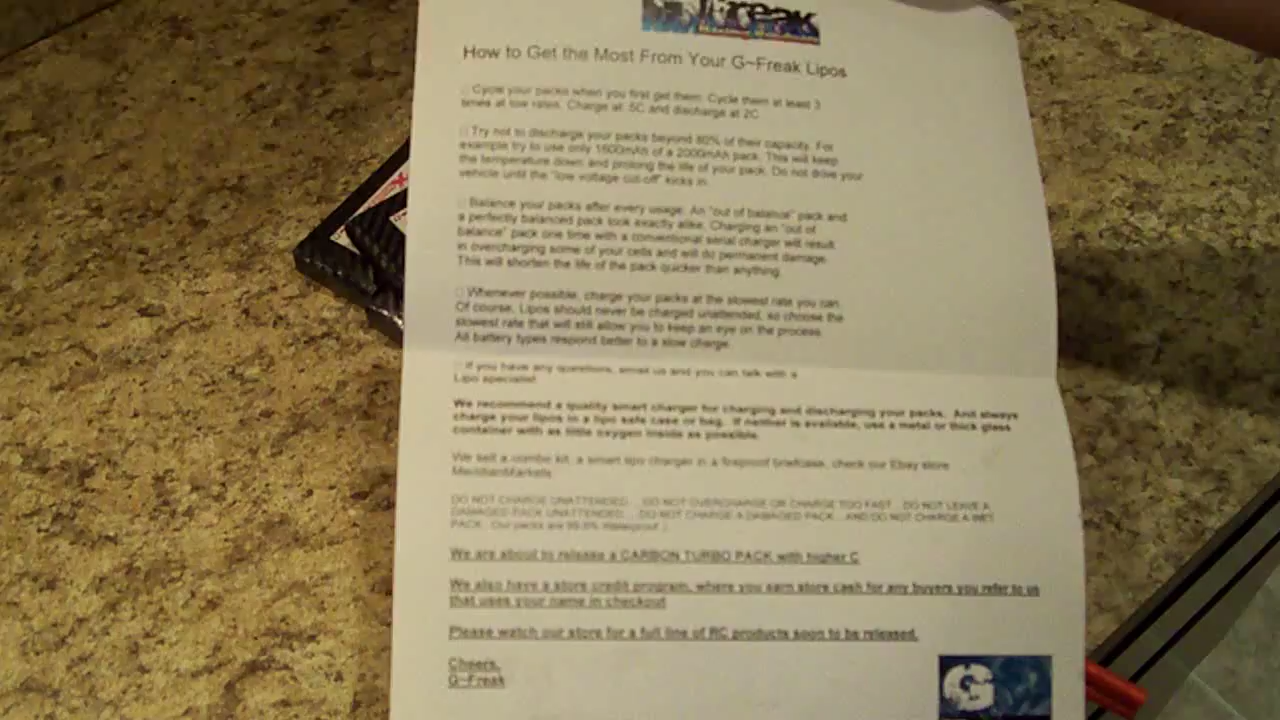 How to Get the Most From Your G~Freak Lipos
Cycle your packs when you first get them. Cycle them at least 3
times at low rates. Charge at .5C and discharge at 2C
Try not to discharge your packs beyond 80% of their capacity. For
example try to use only 1600mAh of a 2000mAh pack. This will keep
the temperature down and prolong the life of your pack. Do not drive your
vehicle until the "low voltage cut-off" kicks in.
Balance your packs after every usage. An "out of balance" pack and
a perfectly balanced pack look exactly alike. Charging an "out of
balance" pack one time with a conventional serial charger will result
in overcharging some of your cells and will do permanent damage.
This will shorten the life of the pack quicker than anything.
Whenever possible, charge your packs at the slowest rate you can.
Of course, Lipos should never be charged unattended, so choose the
slowest rate that will still allow you to keep an eye on the process.
All battery types respond better to a slow charge.
If you have any questions, email us and you can talk with a
Lipo specialist
We recommend a quality smart charger for charging and discharging your packs. And always
charge your lipos in a lipo safe case or bag. If neither is available, use a metal or thick glass
container with as little oxygen inside as possible.
We sell a combo kit, a smart lipo charger in a fireproof briefcase, check our Ebay store
DO NOT CHARGE UNATTENDED... DO NOT OVERCHARGE OR CHARGE TOO FAST... DO NOT LEAVE A
DAMAGED PACK UNATTENDED... DO NOT CHARGE A DAMAGED PACK... AND DO NOT CHARGE A WET
PACK. Our packs are 99.9% Waterproof :)
We are about to release a CARBON TURBO PACK with higher C
We also have a store credit program, where you earn store cash for any buyers you refer to us
that uses your name in checkout
Please watch our store for a full line of RC products soon to be released.
Cheers,
G~Freak
G